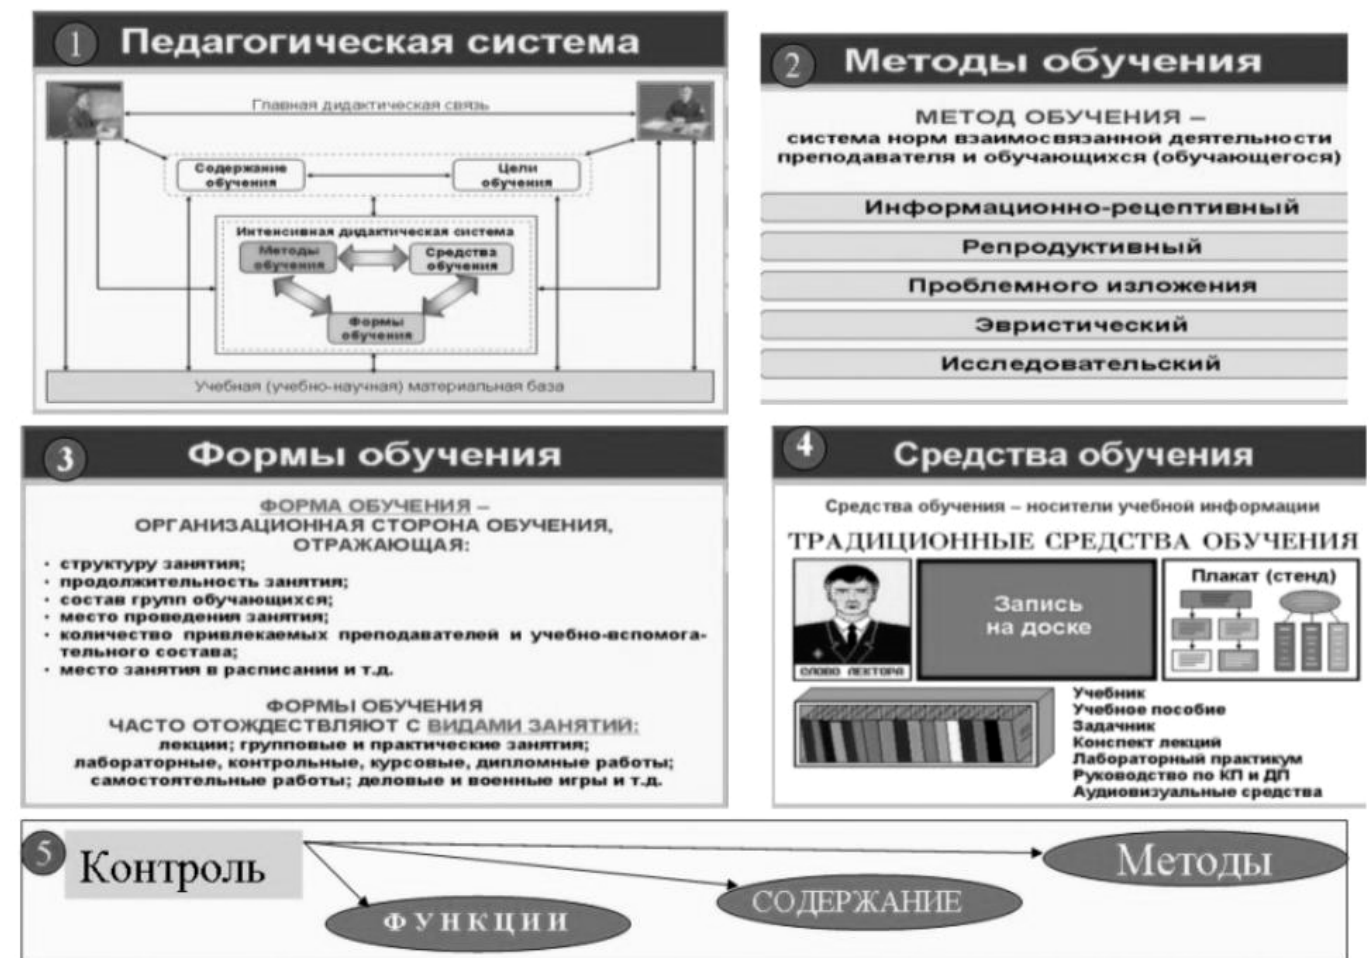 1 Педагогическая система
Главная дидактическая связь
Содержание
обучения
Цели
обучения
Интенсивная дидактическая система
Методы
обучения
Средства
обучения
Формы
обучения
Учебная (учебно-научная) материальная база
2 Методы обучения
МЕТОД ОБУЧЕНИЯ –
система норм взаимосвязанной деятельности
преподавателя и обучающихся (обучающегося)
Информационно-рецептивный
Репродуктивный
Проблемного изложения
Эвристический
Исследовательский
3 Формы обучения
ФОРМА ОБУЧЕНИЯ –
ОРГАНИЗАЦИОННАЯ СТОРОНА ОБУЧЕНИЯ,
ОТРАЖАЮЩАЯ:
· структуру занятия;
· продолжительность занятия;
· состав групп обучающихся;
· место проведения занятия;
· количество привлекаемых преподавателей и учебно-вспомога-
тельного состава;
· место занятия в расписании и т.д.
ФОРМЫ ОБУЧЕНИЯ
ЧАСТО ОТОЖДЕСТВЛЯЮТ С ВИДАМИ ЗАНЯТИЙ:
лекции; групповые и практические занятия;
лабораторные, контрольные, курсовые, дипломные работы;
самостоятельные работы; деловые и военные игры и т.д.
4 Средства обучения
Средства обучения – носители учебной информации
ТРАДИЦИОННЫЕ СРЕДСТВА ОБУЧЕНИЯ
СЛОВО ЛЕКТОРА
Запись
на доске
Плакат (стенд)
Учебник
Учебное пособие
Задачник
Конспект лекций
Лабораторный практикум
Руководство по КП и ДП
Аудиовизуальные средства
5 Контроль
ФУНКЦИИ
СОДЕРЖАНИЕ
Методы